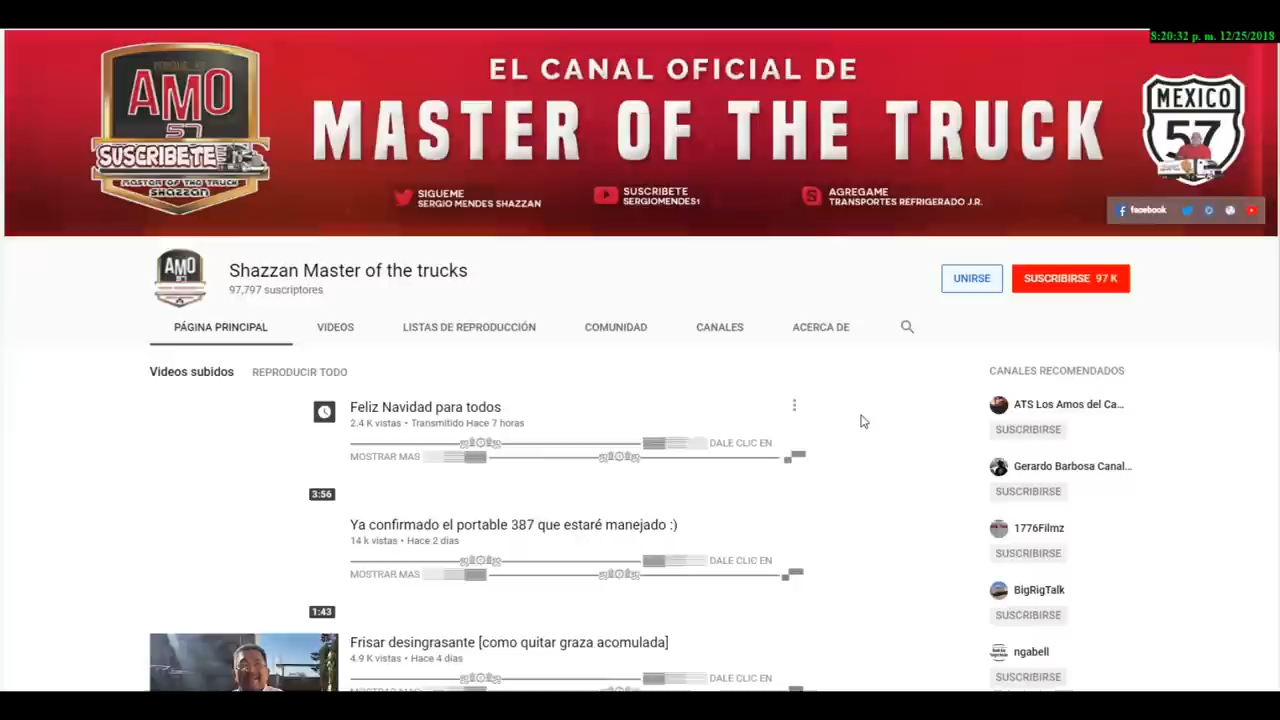 8:20:32 p. m. 12/25/2018
EL CANAL OFICIAL DE
MASTER OF THE TRUCK
AMO
57
SUSCRIBETE
MASTER OF THE TRUCK
SHAZZAN
MEXICO
57
SIGUEME
SERGIO MENDES SHAZZAN
SUSCRIBETE
SERGIOMENDES1
AGREGAME
TRANSPORTES REFRIGERADO J.R.
facebook
AMO
Shazzan Master of the trucks
97,797 suscriptores
UNIRSE
SUSCRIBIRSE 97 K
PÁGINA PRINCIPAL
VIDEOS
LISTAS DE REPRODUCCIÓN
COMUNIDAD
CANALES
ACERCA DE
Videos subidos
REPRODUCIR TODO
Feliz Navidad para todos
2.4 K vistas • Transmitido Hace 7 horas
DALE CLIC EN
MOSTRAR MAS
3:56
Ya confirmado el portable 387 que estaré manejado :)
14 k vistas • Hace 2 días
DALE CLIC EN
MOSTRAR MAS
1:43
Frisar desingrasante [como quitar graza acumulada]
4.9 K vistas • Hace 4 días
DALE CLIC EN
CANALES RECOMENDADOS
ATS Los Amos del Ca...
SUSCRIBIRSE
Gerardo Barbosa Canal...
SUSCRIBIRSE
1776Filmz
SUSCRIBIRSE
BigRigTalk
SUSCRIBIRSE
ngabell
SUSCRIBIRSE